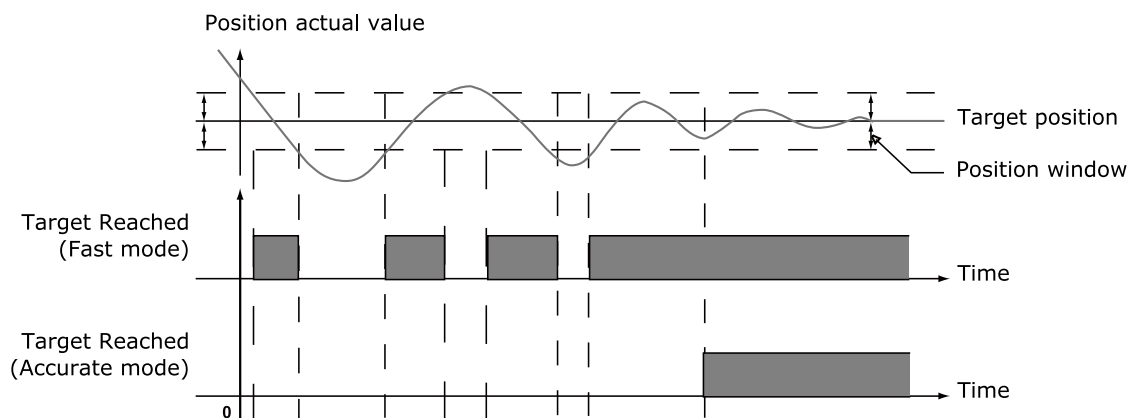 Position actual value
Target position
Position window
Target Reached
(Fast mode)
Time
Target Reached
(Accurate mode)
Time
0